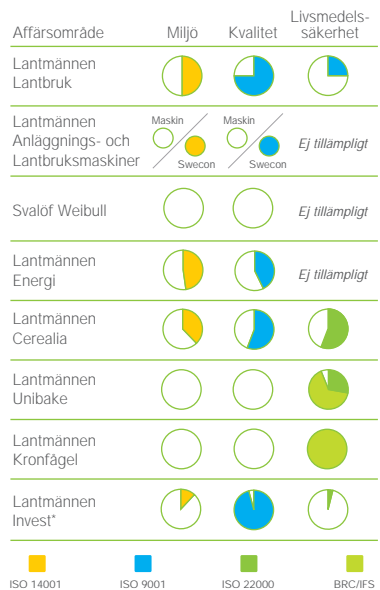 Livsmedels-
Affärsområde Miljö Kvalitet säkerhet
Lantmännen
Lantbruk
Lantmännen Maskin Maskin
Anläggnings- och Ej tillämpligt
Lantbruksmaskiner Swecon Swecon
Svalöf Weibull Ej tillämpligt
Lantmännen
Energi Ej tillämpligt
Lantmännen
Cerealia
Lantmännen
Unibake
Lantmännen
Kronfågel
Lantmännen
Invest*
ISO 14001 ISO 9001 ISO 22000 BRC/IFS